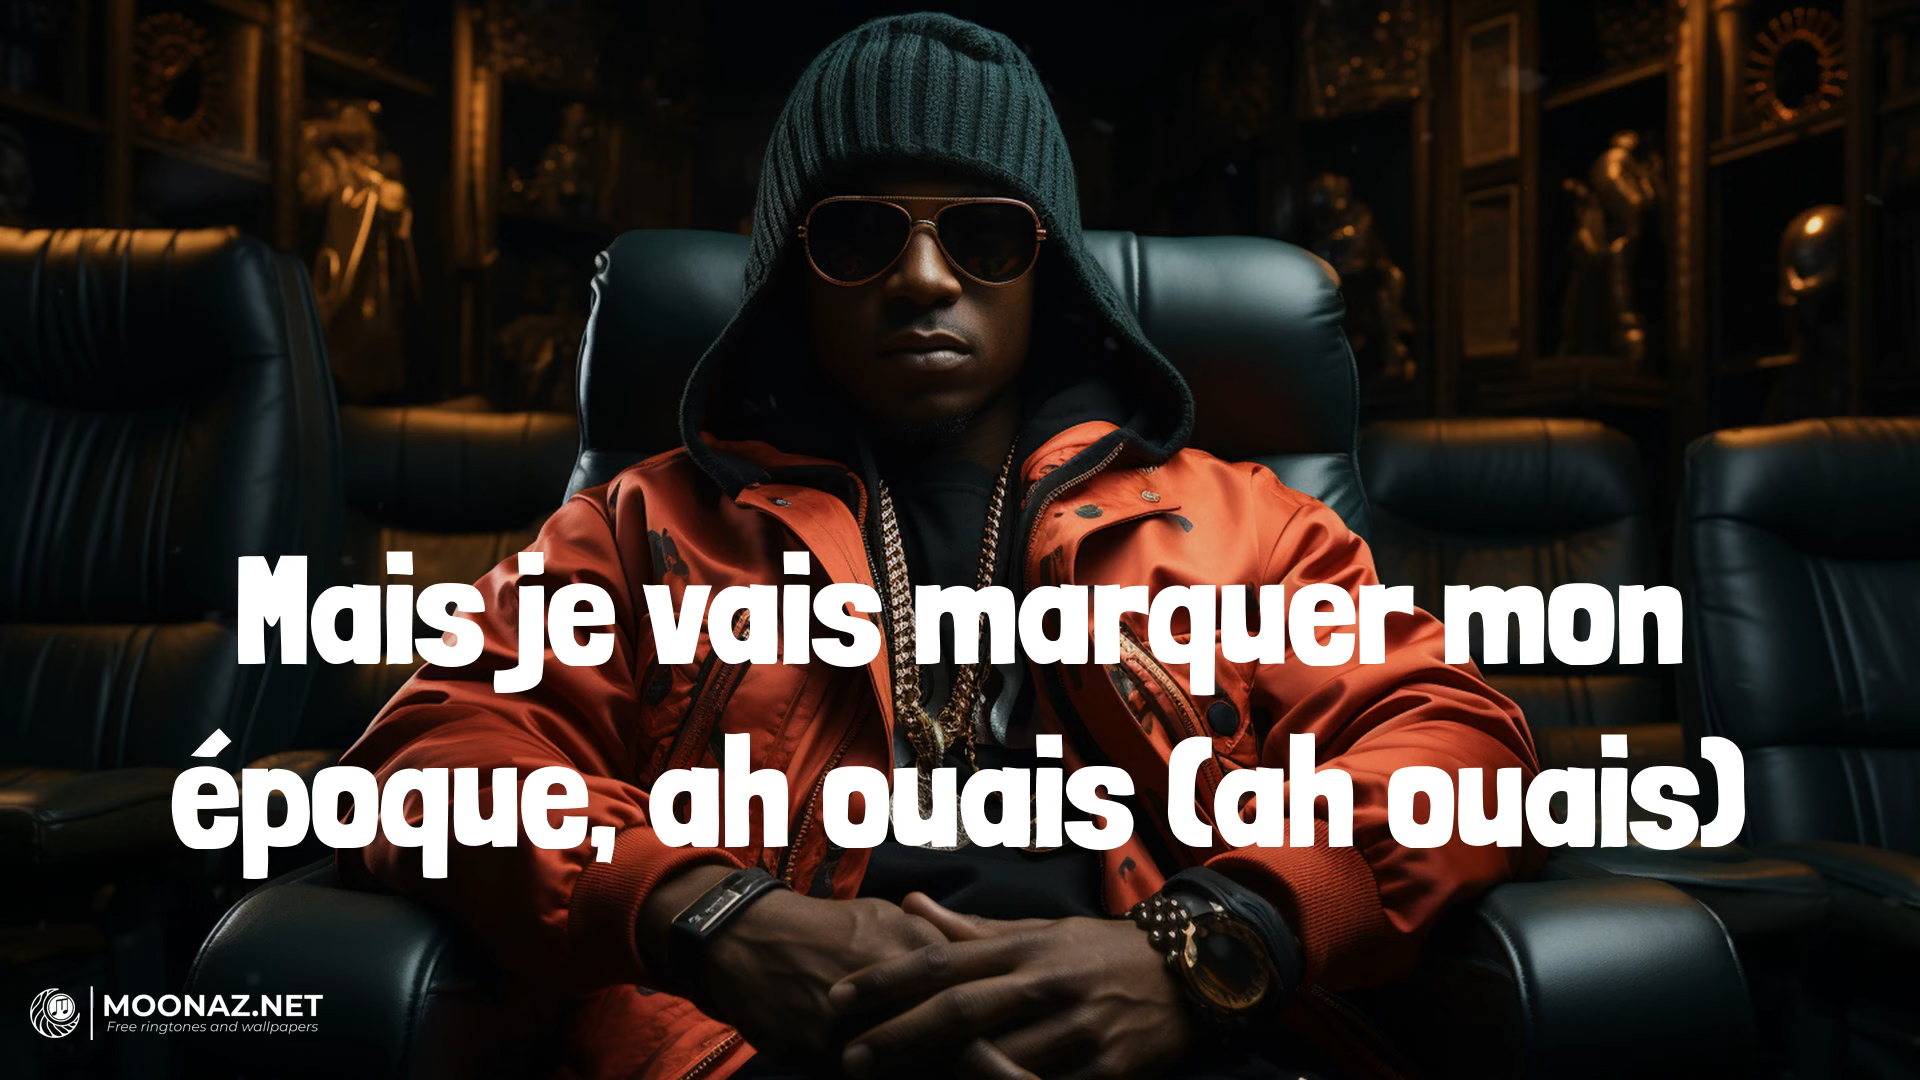 Mais je vais marquer mon
époque, ah ouais (ah ouais)
MOONAZ.NET
Free ringtones and wallpapers